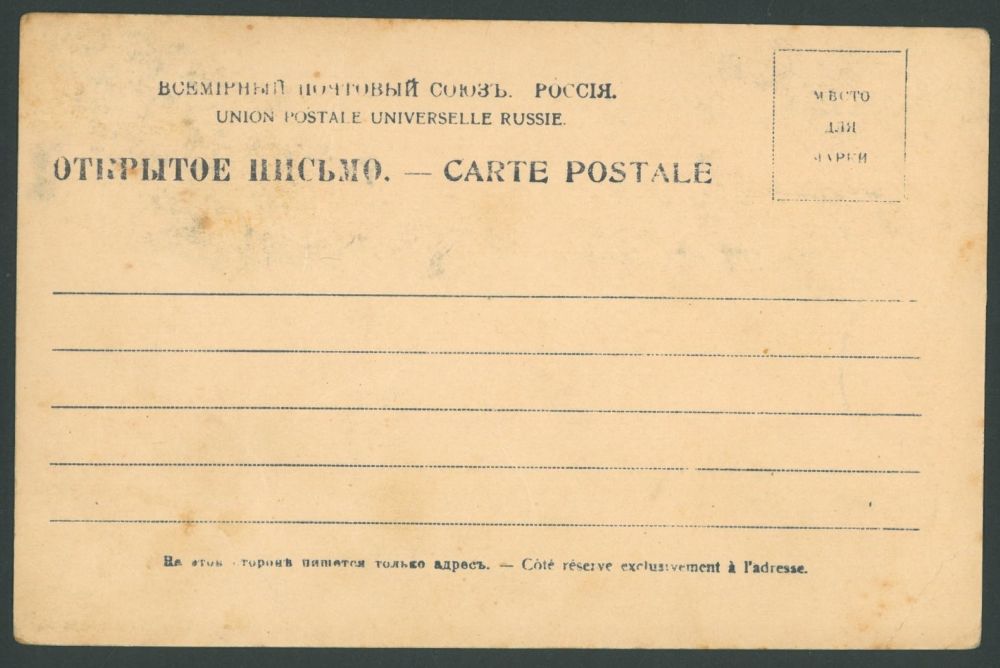 ВСЕМІРНЫЙ ПОЧТОВЫЙ СОЮЗЪ. РОССІЯ.
UNION POSTALE UNIVERSELLE RUSSIE.
ОТКРЫТОЕ ПИСЬМО. — CARTE POSTALE
МѢСТО
ДЛЯ
МАРКИ
На этой сторонѣ пишется только адресъ. — Côté réservé exclusivement à l'adresse.